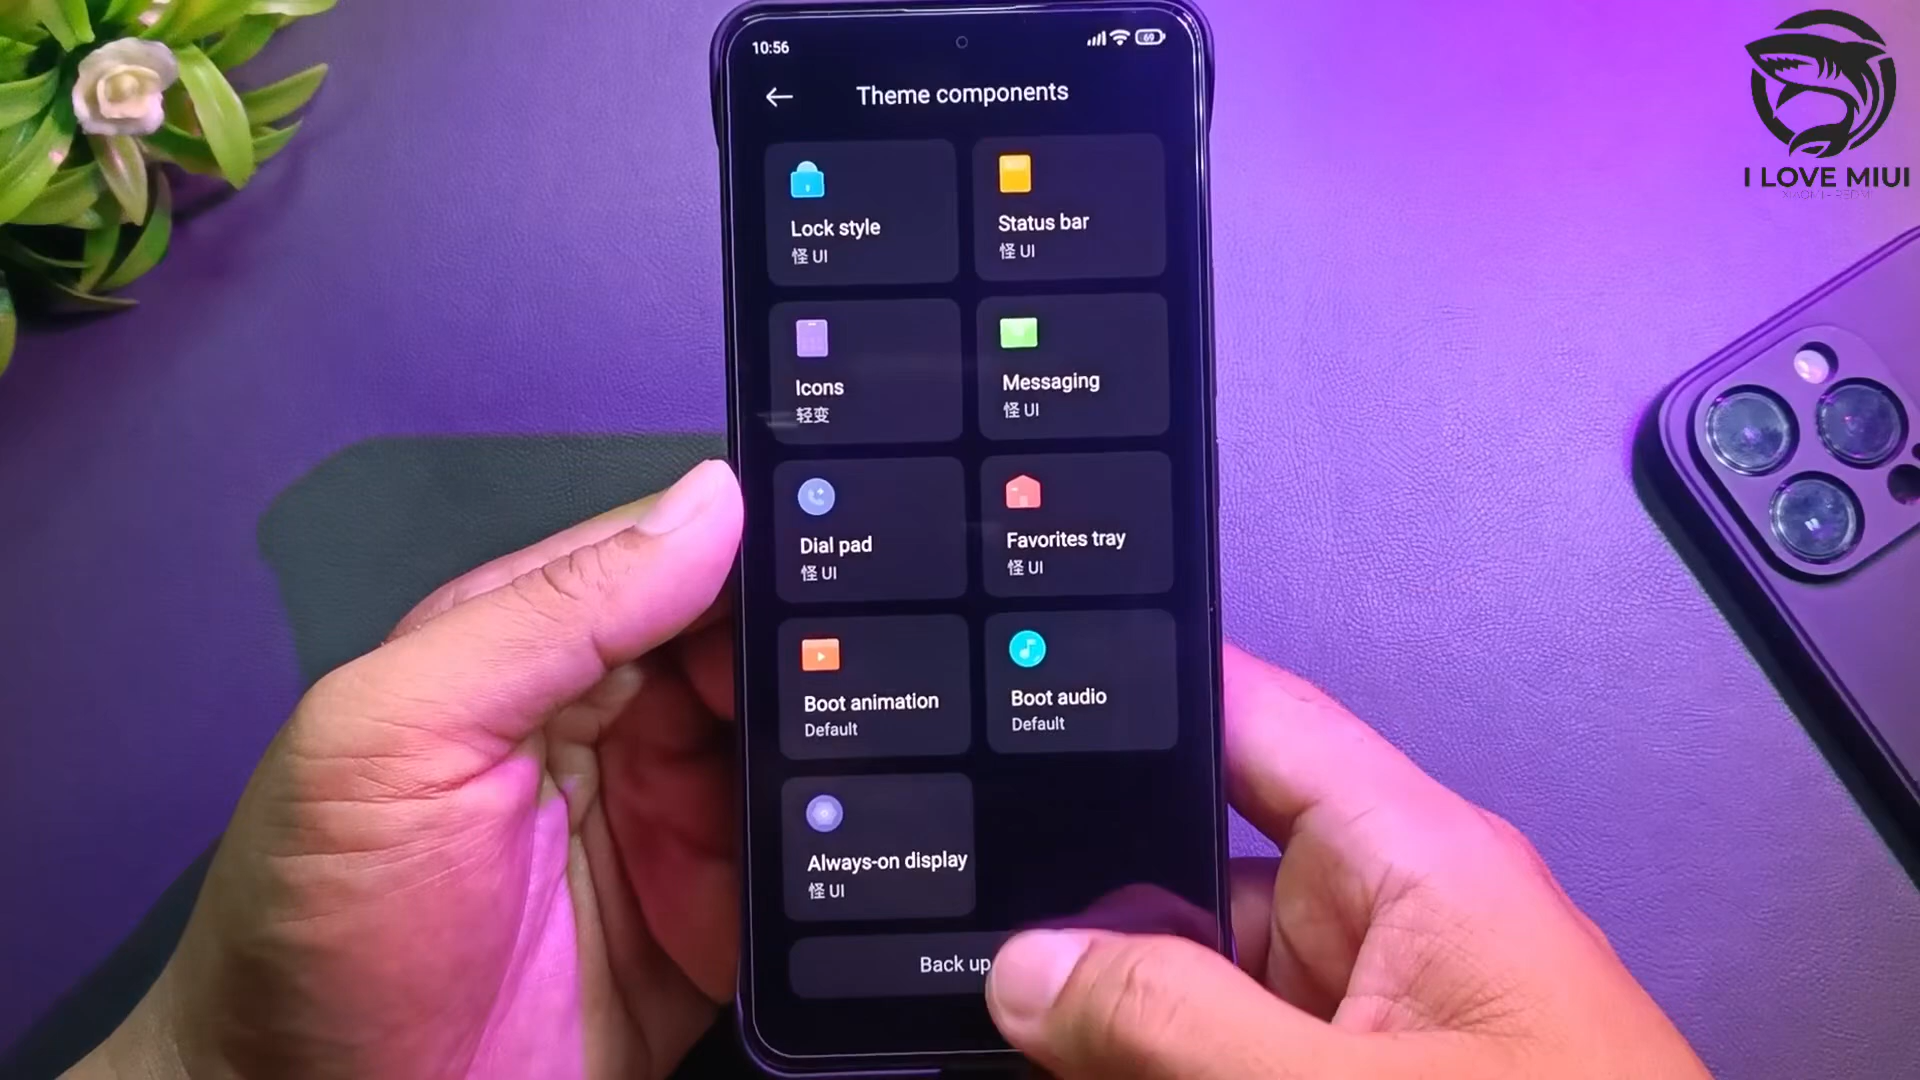 10:56
69
Theme components
Lock style
怪 UI
Status bar
怪 UI
Icons
轻变
Messaging
怪 UI
Dial pad
怪 UI
Favorites tray
怪 UI
Boot animation
Default
Boot audio
Default
Always-on display
怪 UI
Back up
I LOVE MIUI